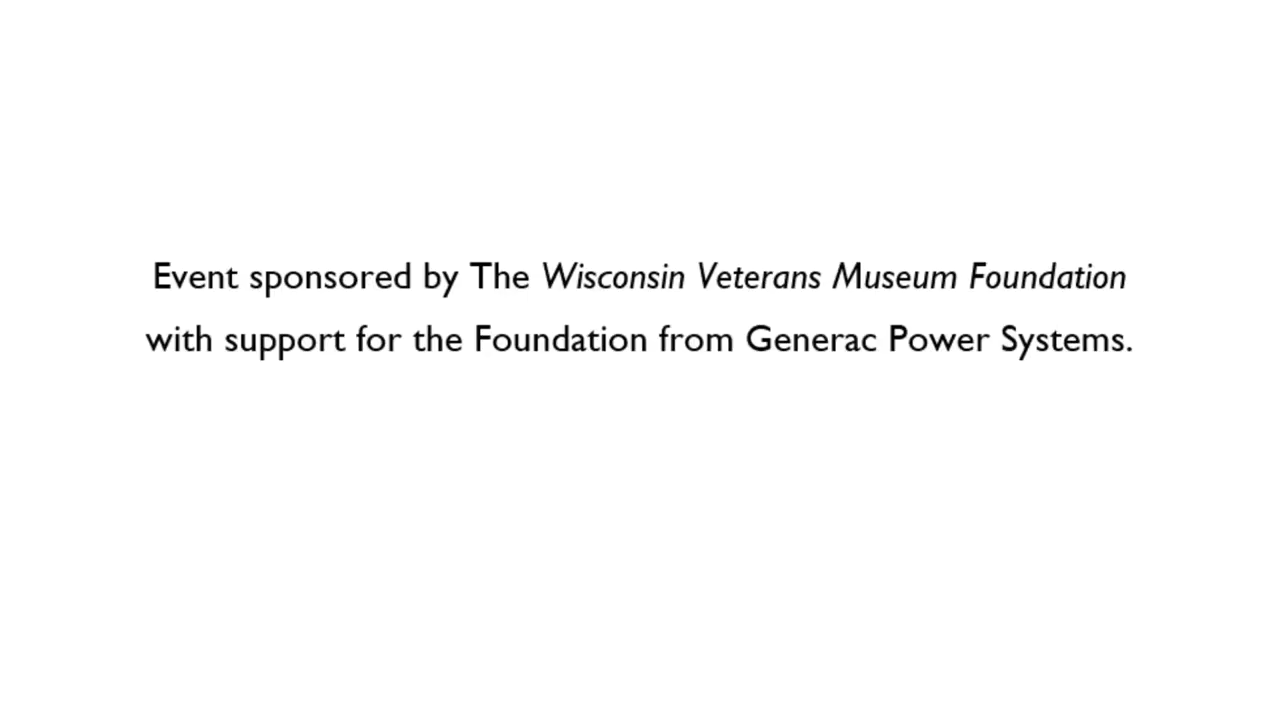 Event sponsored by The Wisconsin Veterans Museum Foundation
with support for the Foundation from Generac Power Systems.